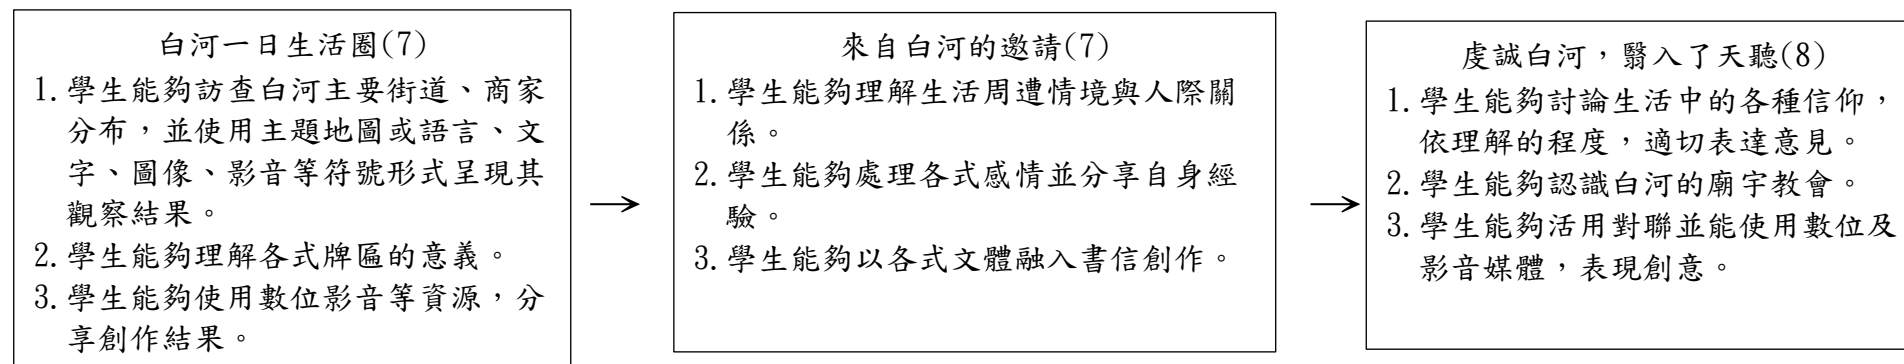 白河一日生活圈(7)
1.學生能夠訪查白河主要街道、商家
分布，並使用主題地圖或語言、文
字、圖像、影音等符號形式呈現其
觀察結果。
2.學生能夠理解各式牌匾的意義。
3.學生能夠使用數位影音等資源，分
享創作結果。
→
來自白河的邀請(7)
1.學生能夠理解生活周遭情境與人際關
係。
2.學生能夠處理各式感情並分享自身經
驗。
3.學生能夠以各式文體融入書信創作。
→
虔誠白河，翳入了天聽(8)
1.學生能夠討論生活中的各種信仰，
依理解的程度，適切表達意見。
2.學生能夠認識白河的廟宇教會。
3.學生能夠活用對聯並能使用數位及
影音媒體，表現創意。